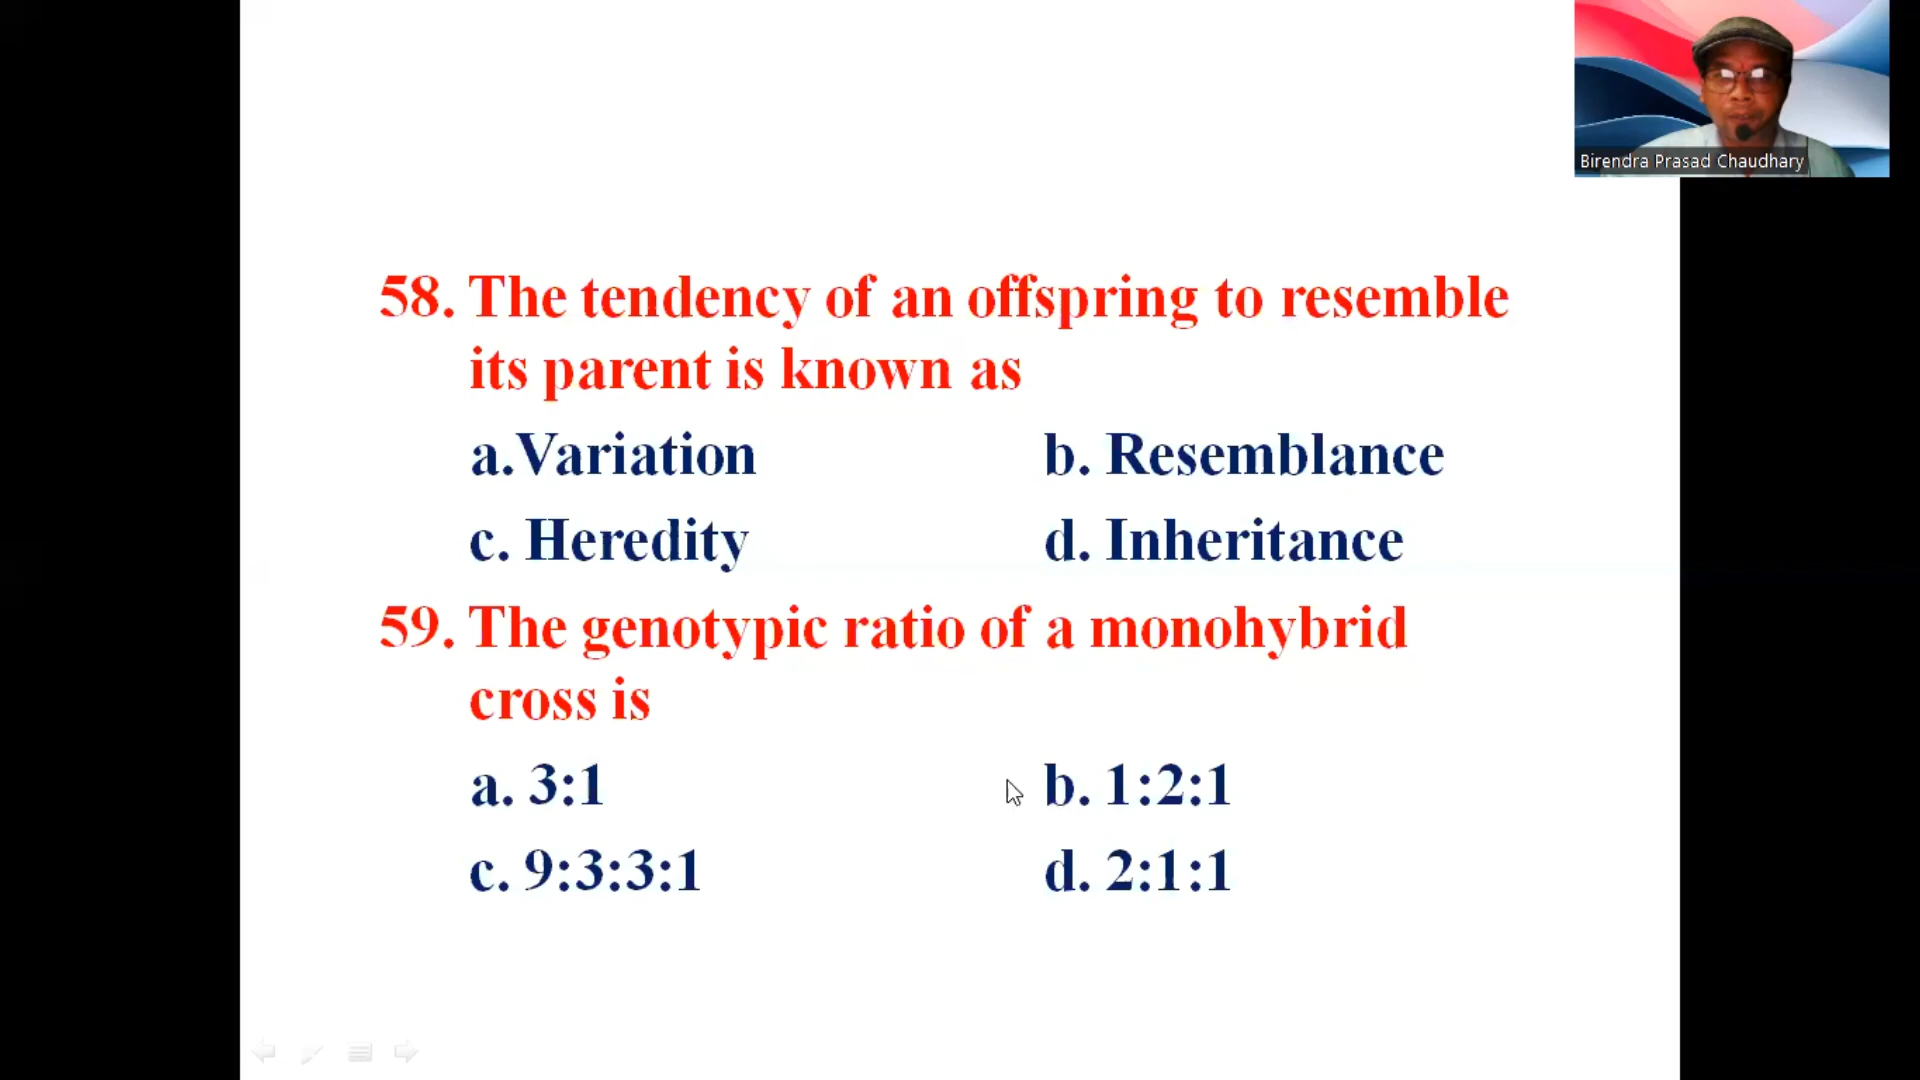 Birendra Prasad Chaudhary
58. The tendency of an offspring to resemble
its parent is known as
a.Variation b. Resemblance
c. Heredity d. Inheritance
59. The genotypic ratio of a monohybrid
cross is
a. 3:1 b. 1:2:1
c. 9:3:3:1 d. 2:1:1